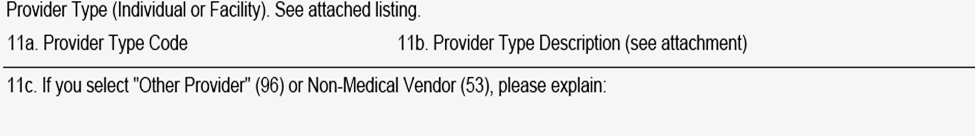 Provider Type (Individual or Facility). See attached listing.
11a. Provider Type Code 11b. Provider Type Description (see attachment)
11c. If you select "Other Provider" (96) or Non-Medical Vendor (53), please explain: